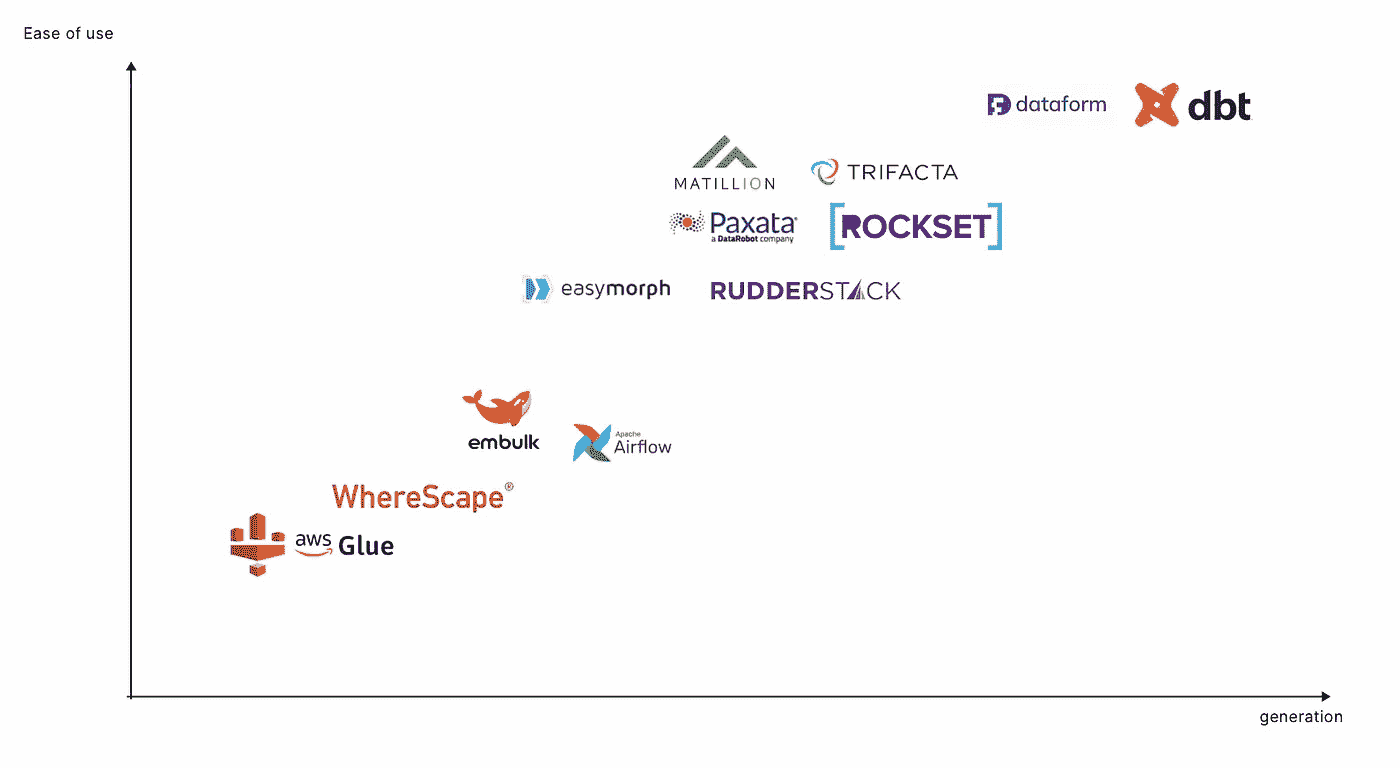 Ease of use
dataform dbt
MATILLION TRIFACTA
Paxata ROCKSET
a DataRobot company
easymorph RUDDERSTACK
embulk
Apache
Airflow
WhereScape®
aws Glue
generation